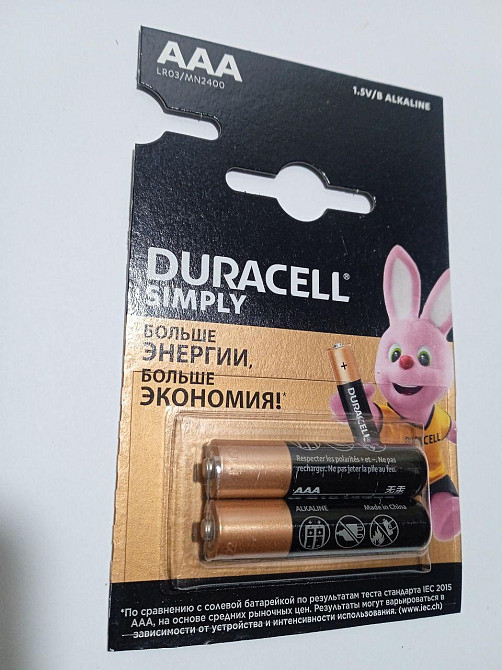 AAA
LR03/MN2400
1.5V/B ALKALINE
DURACELL®
SIMPLY
БОЛЬШЕ
ЭНЕРГИИ,
БОЛЬШЕ
ЭКОНОМИЯ!*
+
DURACELL
DURACELL
Respecter les polarités + et –. Ne pas
recharger. Ne pas jeter la pile au feu.
AAA 无汞
ALKALINE Made in China
*По сравнению с солевой батарейкой по результатам теста стандарта IEC 2015
AAA, на основе средних рыночных цен. Результаты могут варьироваться в
зависимости от устройства и интенсивности использования. (www.iec.ch)